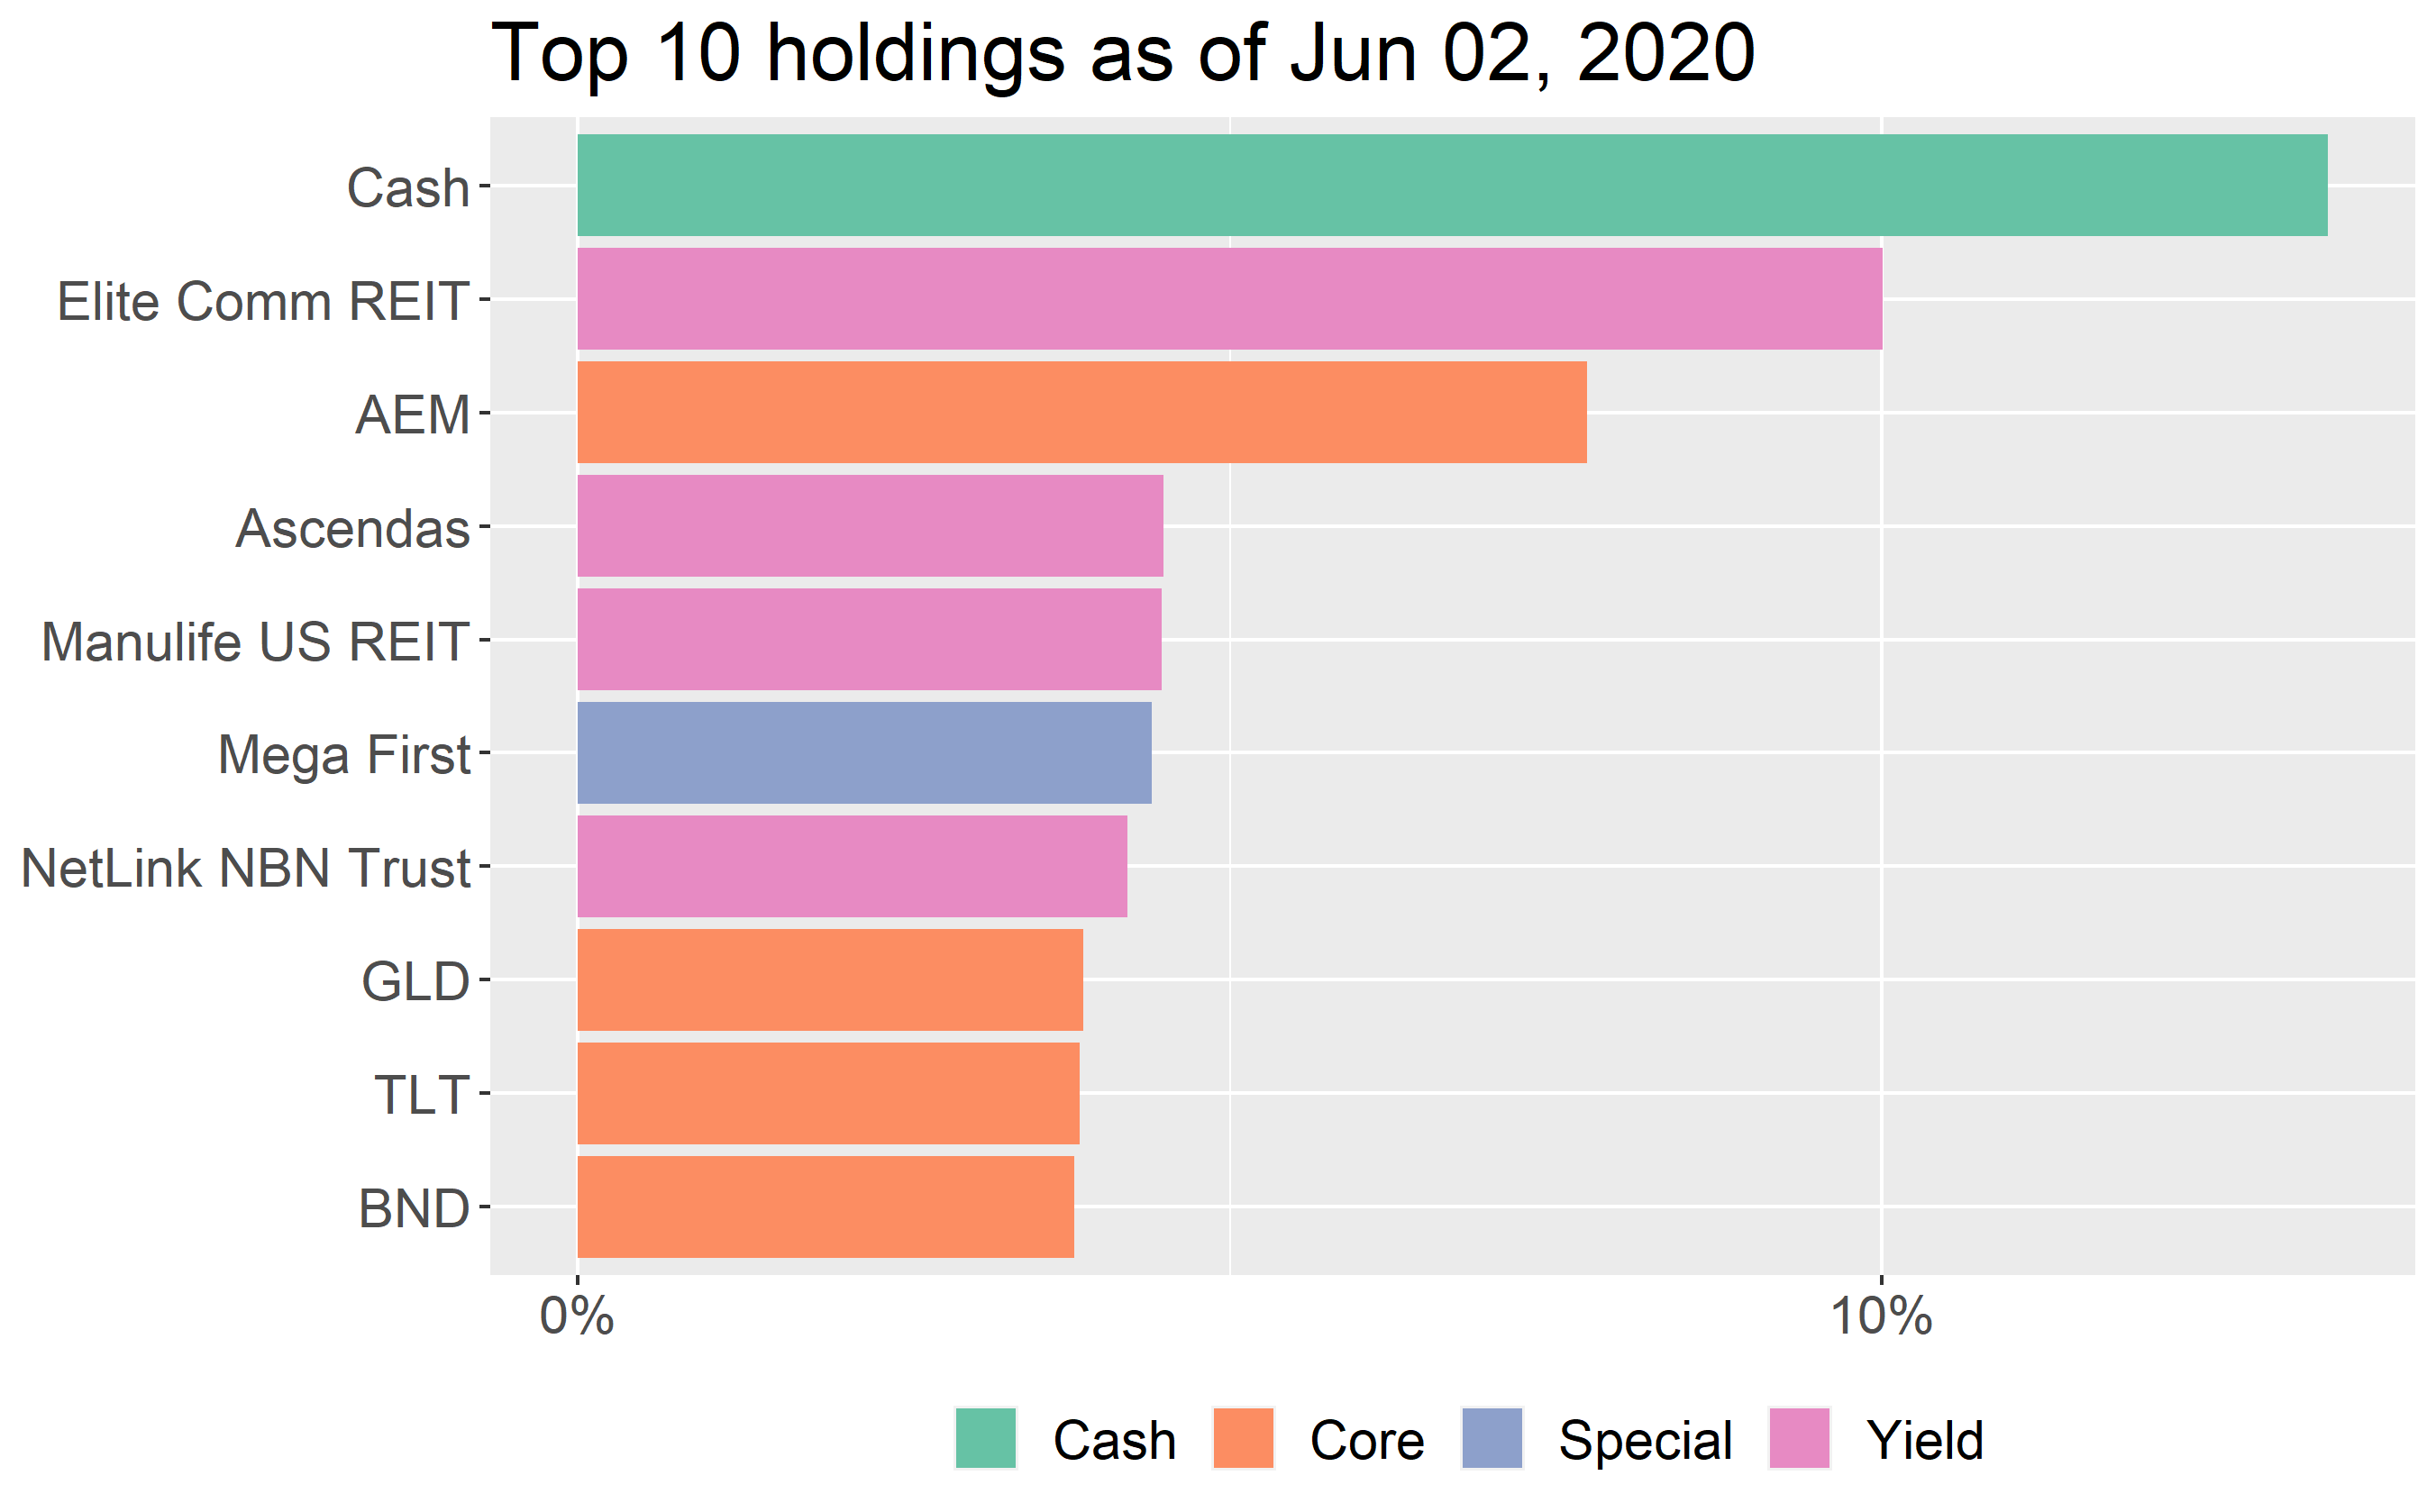 Top 10 holdings as of Jun 02, 2020
Cash
Elite Comm REIT
AEM
Ascendas
Manulife US REIT
Mega First
NetLink NBN Trust
GLD
TLT
BND
0% 10%
Cash Core Special Yield